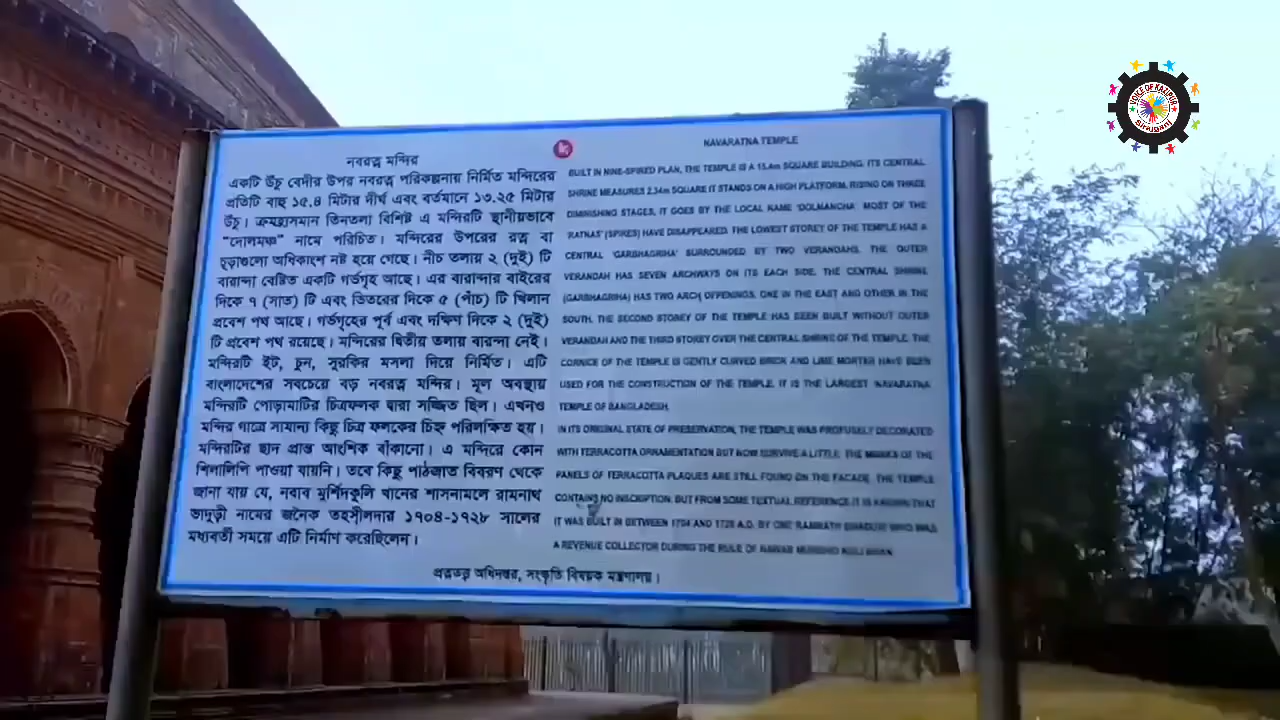 নবরত্ন মন্দির
একটি উঁচু বেদীর উপর নবরত্ন পরিকল্পনায় নির্মিত মন্দিরের
প্রতিটি বাহু ১৫.৪ মিটার দীর্ঘ এবং বর্তমানে ১৩.২৫ মিটার
উঁচু। ক্রমহ্রাসমান তিনতলা বিশিষ্ট এ মন্দিরটি স্থানীয়ভাবে
“দোলমঞ্চ” নামে পরিচিত। মন্দিরের উপরের রত্ন বা
চূড়াগুলো অধিকাংশে নষ্ট হয়ে গেছে। নীচ তলায় ২ (দুই) টি
বারান্দা বেষ্টিত একটি গর্ভগৃহ আছে। এর বারান্দার বাইরের
দিকে ৭ (সাত) টি এবং ভিতরের দিকে ৫ (পাঁচ) টি খিলান
প্রবেশ পথ আছে। গর্ভগৃহের পূর্ব এবং দক্ষিণ দিকে ২ (দুই)
টি প্রবেশ পথ রয়েছে। মন্দিরের দ্বিতীয় তলায় বারন্দা নেই।
মন্দিরটি ইট, চুন, সুরকির মসলা দিয়ে নির্মিত। এটি
বাংলাদেশের সবচেয়ে বড় নবরত্ন মন্দির। মূল অবস্থায়
মন্দিরটি পোড়ামাটির চিত্রফলক দ্বারা সজ্জিত ছিল। এখনও
মন্দির গাত্রে সামান্য কিছু চিত্র ফলকের চিহ্ন পরিলক্ষিত হয়।
মন্দিরটির ছাদ প্রান্ত আংশিক বাঁকানো। এ মন্দিরে কোন
শিলালিপি পাওয়া যায়নি। তবে কিছু পাঠজাত বিবরণ থেকে
জানা যায় যে, নবাব মুর্শিদকুলি খানের শাসনামলে রামনাথ
ভাদুড়ী নামের জনৈক তহসীলদার ১৭০৪-১৭২৮ সালের
মধ্যবর্তী সময়ে এটি নির্মাণ করেছিলেন।
NAVARATNA TEMPLE
BUILT IN NINE-SPIRED PLAN, THE TEMPLE IS A 15.4m SQUARE BUILDING. ITS CENTRAL
SHRINE MEASURES 2.34m SQUARE IT STANDS ON A HIGH PLATFORM. RISING ON THREE
DIMINISHING STAGES, IT GOES BY THE LOCAL NAME 'DOLMANCHA' MOST OF THE
'RATNAS' (SPIRES) HAVE DISAPPEARED. THE LOWEST STOREY OF THE TEMPLE HAS A
CENTRAL 'GARBHAGRIHA' SURROUNDED BY TWO VERANDAHS. THE OUTER
VERANDAH HAS SEVEN ARCHWAYS ON ITS EACH SIDE. THE CENTRAL SHRINE
(GARBHAGRIHA) HAS TWO ARCH OFFENINGS, ONE IN THE EAST AND OTHER IN THE
SOUTH. THE SECOND STOREY OF THE TEMPLE HAS BEEN BUILT WITHOUT OUTER
VERANDAH AND THE THIRD STOREY OVER THE CENTRAL SHRINE OF THE TEMPLE. THE
CORNICE OF THE TEMPLE IS GENTLY CURVED BRICK AND LIME MORTER HAVE BEEN
USED FOR THE CONSTRUCTION OF THE TEMPLE. IT IS THE LARGEST NAVARATNA
TEMPLE OF BANGLADESH.
IN ITS ORIGINAL STATE OF PRESERVATION, THE TEMPLE WAS PROFUSELY DECORATED
WITH TERRACOTTA ORNAMENTATION BUT NOW SURVIVE A LITTLE. THE MARKS OF THE
PANELS OF TERRACOTTA PLAQUES ARE STILL FOUND ON THE FACADE. THE TEMPLE
CONTAINS NO INSCRIPTION. BUT FROM SOME TEXTUAL REFERENCE IT IS KNOWN THAT
IT WAS BUILT IN BETWEEN 1704 AND 1728 A.D. BY ONE RAMNATH BHADURI WHO WAS
A REVENUE COLLECTOR DURING THE RULE OF NAWAB MURSHID KULI KHAN
প্রত্নতত্ত্ব অধিদপ্তর, সংস্কৃতি বিষয়ক মন্ত্রণালয়।
VOICE OF KAZIPUR
SIRAJGANJ